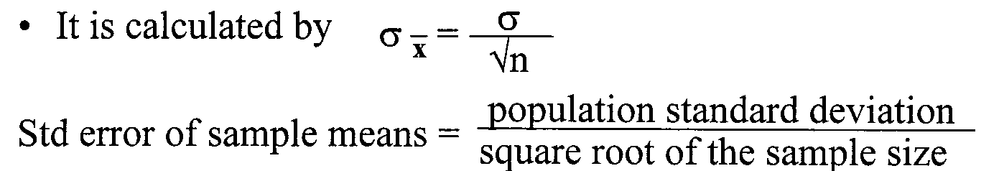 • It is calculated by σ x̄ = σ / √n
Std error of sample means = population standard deviation / square root of the sample size